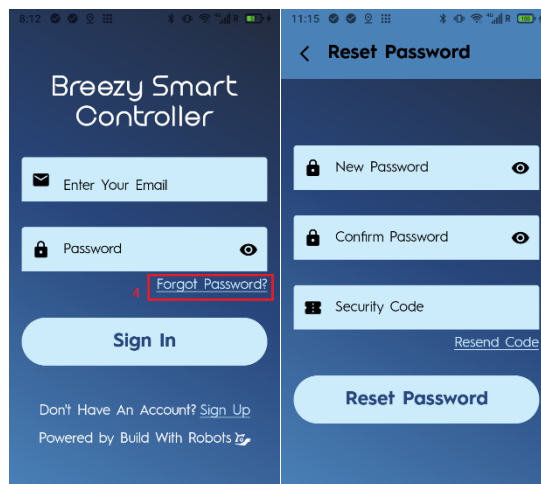 8:12
Breezy Smart
Controller
Enter Your Email
Password
4
Forgot Password?
Sign In
Don't Have An Account? Sign Up
Powered by Build With Robots
11:15
R
100
Reset Password
New Password
Confirm Password
Security Code
Resend Code
Reset Password